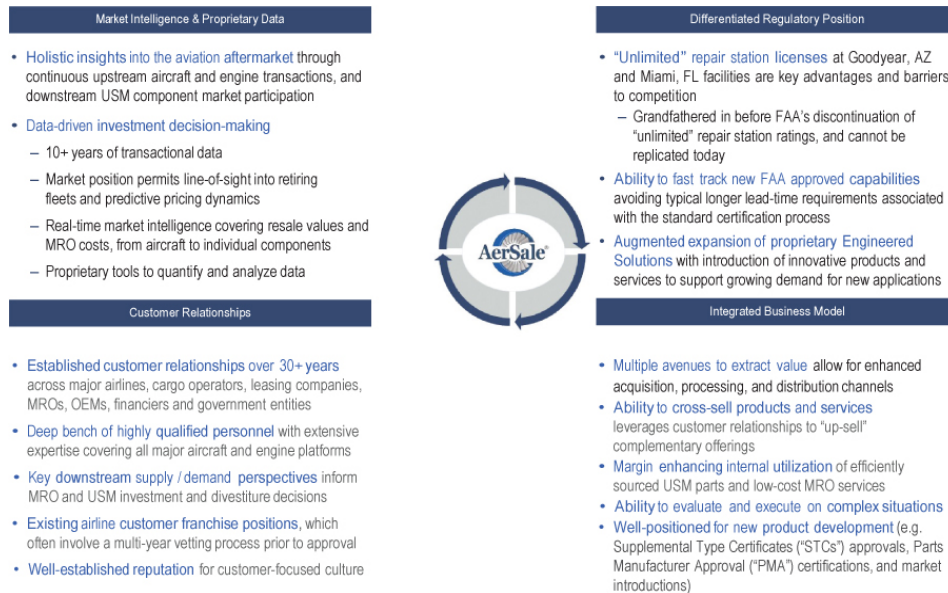 Market Intelligence & Proprietary Data
• Holistic insights into the aviation aftermarket through
continuous upstream aircraft and engine transactions, and
downstream USM component market participation
• Data-driven investment decision-making
– 10+ years of transactional data
– Market position permits line-of-sight into retiring
fleets and predictive pricing dynamics
– Real-time market intelligence covering resale values and
MRO costs, from aircraft to individual components
– Proprietary tools to quantify and analyze data
Differentiated Regulatory Position
• “Unlimited” repair station licenses at Goodyear, AZ
and Miami, FL facilities are key advantages and barriers
to competition
– Grandfathered in before FAA’s discontinuation of
“unlimited” repair station ratings, and cannot be
replicated today
• Ability to fast track new FAA approved capabilities
avoiding typical longer lead-time requirements associated
with the standard certification process
• Augmented expansion of proprietary Engineered
Solutions with introduction of innovative products and
services to support growing demand for new applications
AerSale®
Customer Relationships
• Established customer relationships over 30+ years
across major airlines, cargo operators, leasing companies,
MROs, OEMs, financiers and government entities
• Deep bench of highly qualified personnel with extensive
expertise covering all major aircraft and engine platforms
• Key downstream supply / demand perspectives inform
MRO and USM investment and divestiture decisions
• Existing airline customer franchise positions, which
often involve a multi-year vetting process prior to approval
• Well-established reputation for customer-focused culture
Integrated Business Model
• Multiple avenues to extract value allow for enhanced
acquisition, processing, and distribution channels
• Ability to cross-sell products and services
leverages customer relationships to “up-sell”
complementary offerings
• Margin enhancing internal utilization of efficiently
sourced USM parts and low-cost MRO services
• Ability to evaluate and execute on complex situations
• Well-positioned for new product development (e.g.
Supplemental Type Certificates (“STCs”) approvals, Parts
Manufacturer Approval (“PMA”) certifications, and market
introductions)